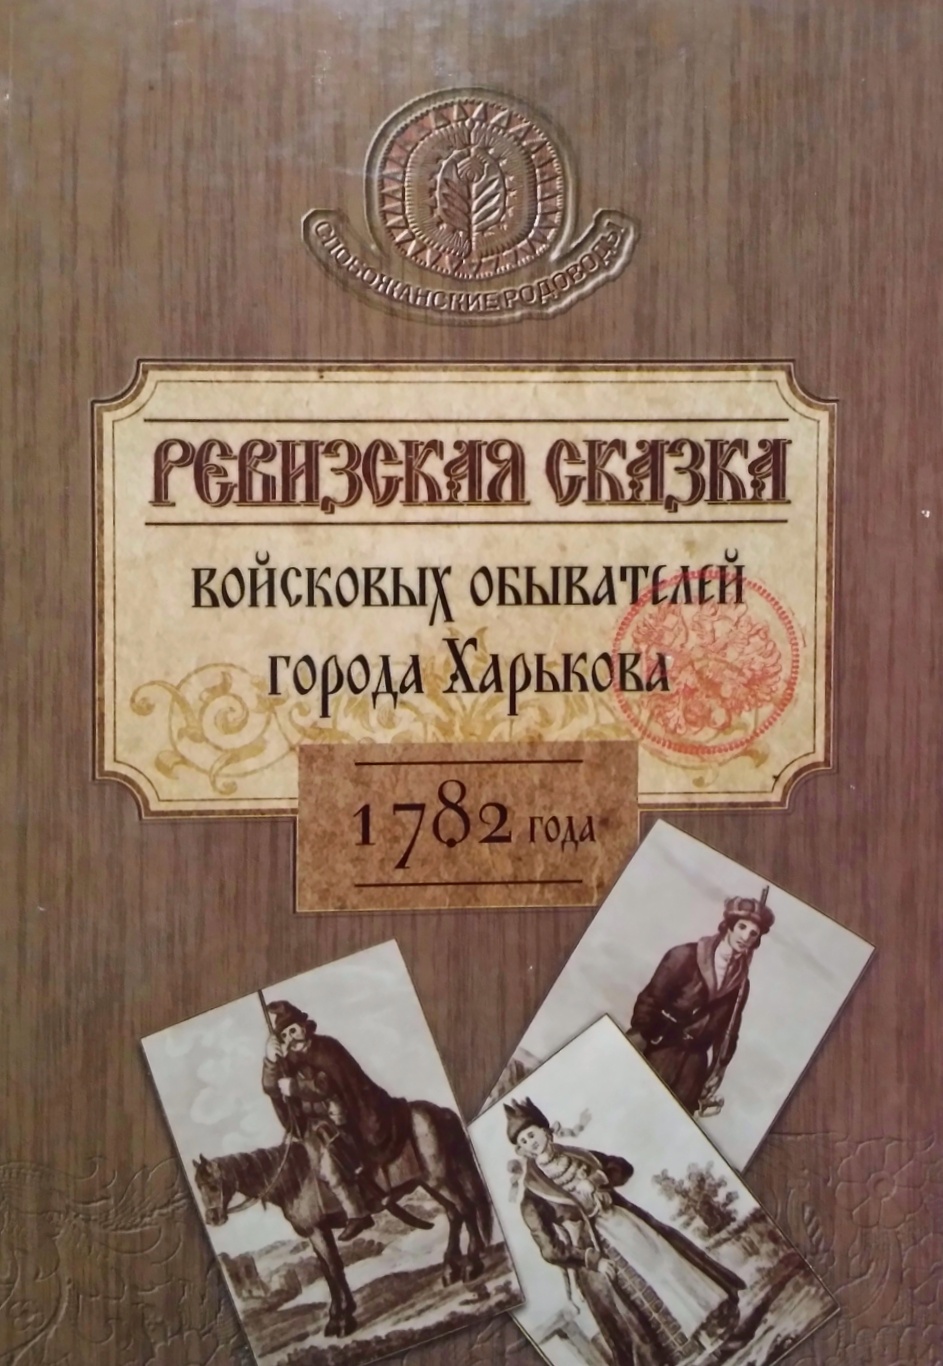 СЛОБОЖАНСКИЕ РОДОВОДЫ
РЕВИЗСКАЯ СКАЗКА
ВОЙСКОВЫХ ОБЫВАТЕЛЕЙ
ГОРОДА ХАРЬКОВА
1782 ГОДА